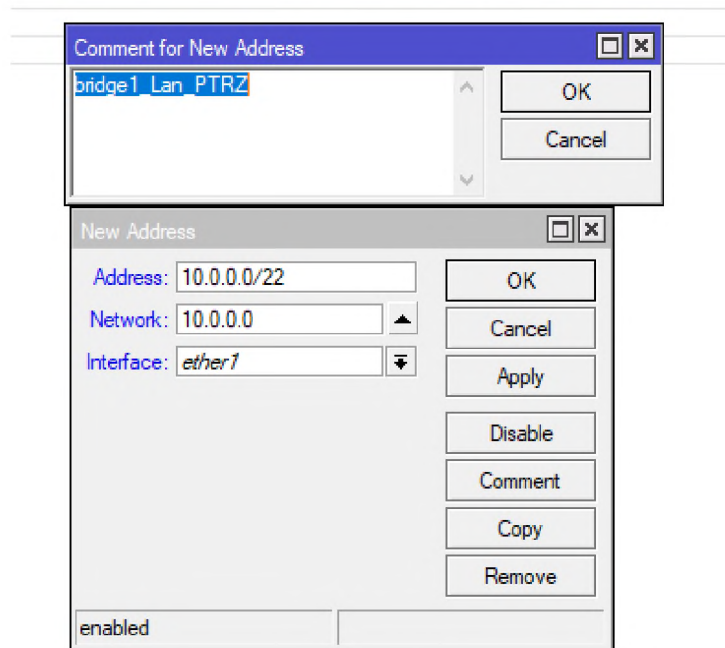 Comment for New Address
bridge1_Lan_PTRZ
OK
Cancel
New Address
Address: 10.0.0.0/22
OK
Network: 10.0.0.0
Cancel
Interface: ether1
Apply
Disable
Comment
Copy
Remove
enabled